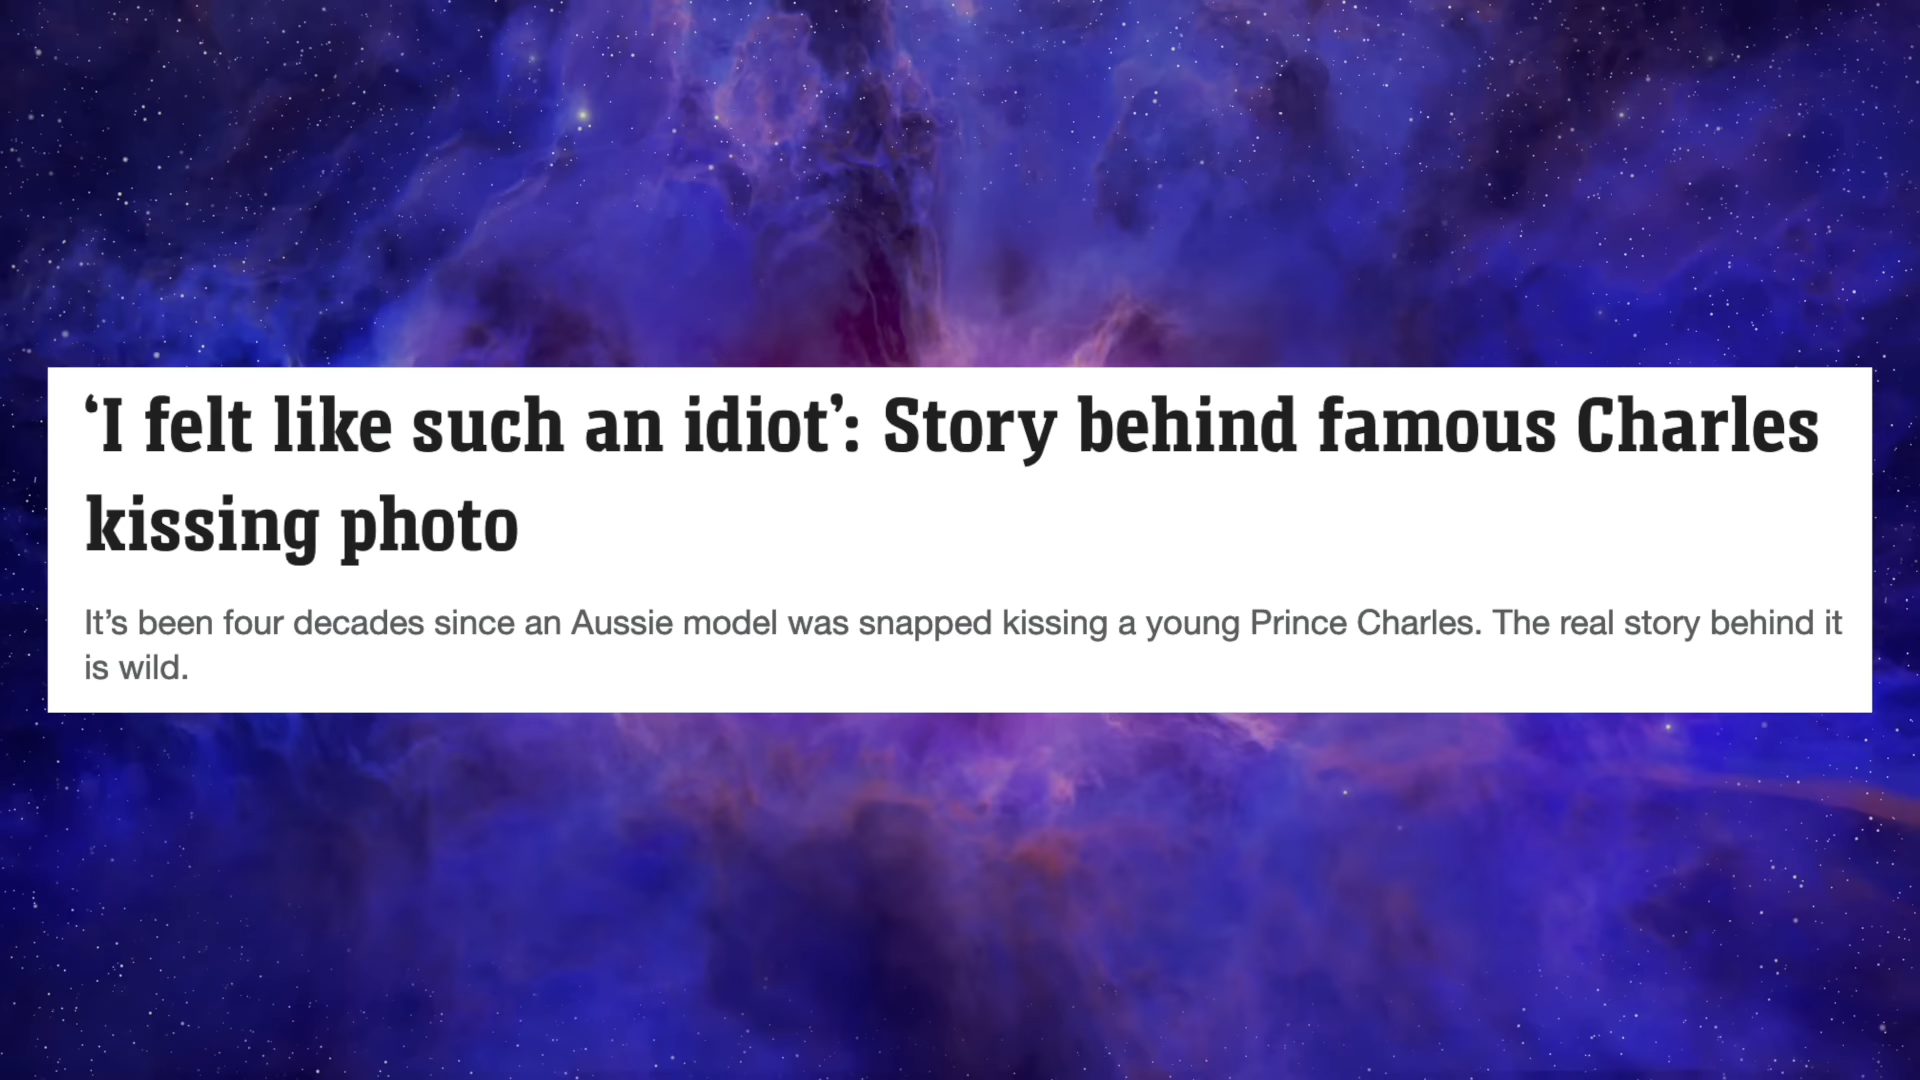 ‘I felt like such an idiot’: Story behind famous Charles
kissing photo
It’s been four decades since an Aussie model was snapped kissing a young Prince Charles. The real story behind it
is wild.